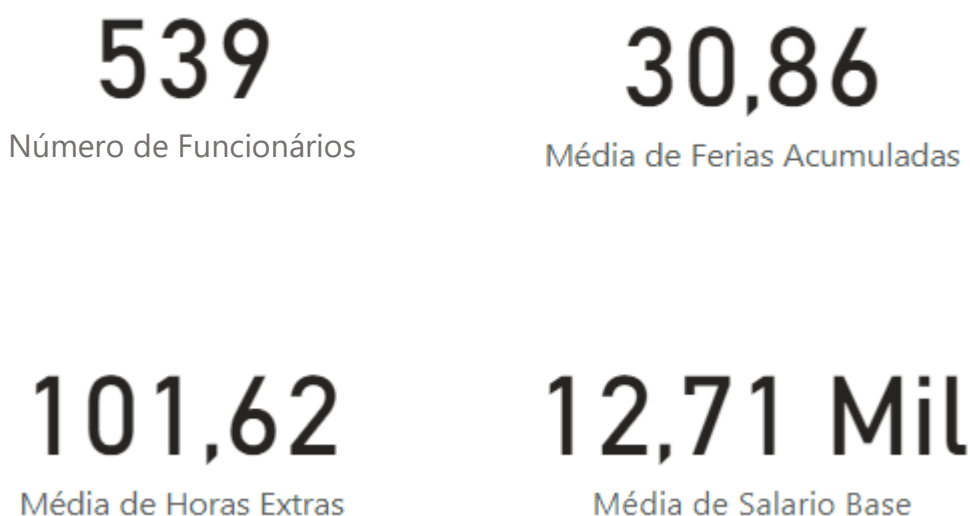 539
Número de Funcionários
30,86
Média de Ferias Acumuladas
101,62
Média de Horas Extras
12,71 Mil
Média de Salario Base